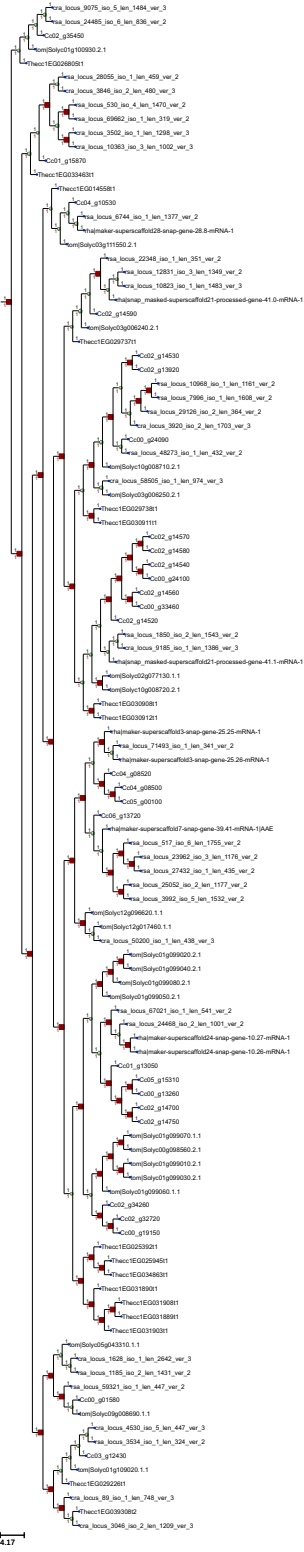 cra_locus_9075_iso_5_len_1484_ver_3
rsa_locus_24485_iso_6_len_836_ver_2
Cc02_g35450
tom|Solyc01g100930.2.1
Thecc1EG026805t1
rsa_locus_28055_iso_1_len_459_ver_2
cra_locus_3846_iso_2_len_480_ver_3
rsa_locus_530_iso_4_len_1470_ver_2
rsa_locus_69662_iso_1_len_319_ver_2
cra_locus_3502_iso_1_len_1298_ver_3
cra_locus_10363_iso_3_len_1002_ver_3
Cc01_g15870
Thecc1EG033463t1
Thecc1EG014558t1
Cc04_g10530
rsa_locus_6744_iso_1_len_1377_ver_2
rha|maker-superscaffold28-snap-gene-28.8-mRNA-1
tom|Solyc03g111550.2.1
rsa_locus_22348_iso_1_len_351_ver_2
rsa_locus_12831_iso_3_len_1349_ver_2
cra_locus_10823_iso_1_len_1483_ver_3
rha|snap_masked-superscaffold21-processed-gene-41.0-mRNA-1
Cc02_g14590
tom|Solyc03g006240.2.1
Thecc1EG029737t1
Cc02_g14530
Cc02_g13920
rsa_locus_10968_iso_1_len_1161_ver_2
rsa_locus_7996_iso_1_len_1608_ver_2
rsa_locus_29126_iso_2_len_364_ver_2
cra_locus_3920_iso_2_len_1703_ver_3
Cc00_g24090
rsa_locus_48273_iso_1_len_432_ver_2
tom|Solyc10g008710.2.1
cra_locus_58505_iso_1_len_974_ver_3
tom|Solyc03g006250.2.1
Thecc1EG029738t1
Thecc1EG030911t1
Cc02_g14570
Cc02_g14580
Cc02_g14540
Cc00_g24100
Cc02_g14560
Cc00_g33460
Cc02_g14520
rsa_locus_1850_iso_2_len_1543_ver_2
cra_locus_9185_iso_1_len_1386_ver_3
rha|snap_masked-superscaffold21-processed-gene-41.1-mRNA-1
tom|Solyc02g077130.1.1
tom|Solyc10g008720.2.1
Thecc1EG030908t1
Thecc1EG030912t1
rha|maker-superscaffold3-snap-gene-25.25-mRNA-1
rsa_locus_71493_iso_1_len_341_ver_2
rha|maker-superscaffold3-snap-gene-25.26-mRNA-1
Cc04_g08520
Cc04_g08500
Cc05_g00100
Cc06_g13720
rha|maker-superscaffold7-snap-gene-39.41-mRNA-1|AAE
rsa_locus_517_iso_6_len_1755_ver_2
rsa_locus_23962_iso_3_len_1176_ver_2
rsa_locus_27432_iso_1_len_435_ver_2
rsa_locus_25052_iso_2_len_1177_ver_2
rsa_locus_3992_iso_5_len_1532_ver_2
tom|Solyc12g096620.1.1
tom|Solyc12g017460.1.1
cra_locus_50200_iso_1_len_438_ver_3
tom|Solyc01g099020.2.1
tom|Solyc01g099040.2.1
tom|Solyc01g099080.2.1
tom|Solyc01g099050.2.1
rsa_locus_67021_iso_1_len_541_ver_2
rsa_locus_24468_iso_2_len_1001_ver_2
rha|maker-superscaffold24-snap-gene-10.27-mRNA-1
rha|maker-superscaffold24-snap-gene-10.26-mRNA-1
Cc01_g13050
Cc05_g15310
Cc00_g13260
Cc02_g14700
Cc02_g14750
tom|Solyc01g099070.1.1
tom|Solyc00g098560.2.1
tom|Solyc01g099010.2.1
tom|Solyc01g099030.2.1
tom|Solyc01g099060.1.1
Cc02_g34260
Cc02_g32720
Cc00_g19150
Thecc1EG025392t1
Thecc1EG025945t1
Thecc1EG034863t1
Thecc1EG031890t1
Thecc1EG031908t1
Thecc1EG031889t1
Thecc1EG031903t1
tom|Solyc05g043310.1.1
cra_locus_1628_iso_1_len_2642_ver_3
rsa_locus_1185_iso_2_len_1431_ver_2
rsa_locus_59321_iso_1_len_447_ver_2
Cc00_g01580
tom|Solyc09g008690.1.1
cra_locus_4530_iso_5_len_447_ver_3
rsa_locus_3534_iso_1_len_324_ver_2
Cc03_g12430
tom|Solyc01g109020.1.1
Thecc1EG029226t1
cra_locus_89_iso_1_len_748_ver_3
Thecc1EG039308t2
cra_locus_3046_iso_2_len_1209_ver_3
4.17